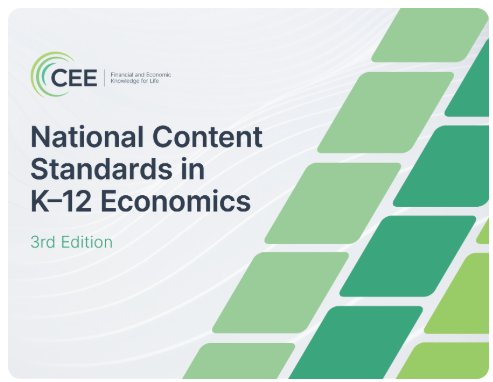 CEE
Financial and Economic
Knowledge for Life
National Content
Standards in
K–12 Economics
3rd Edition